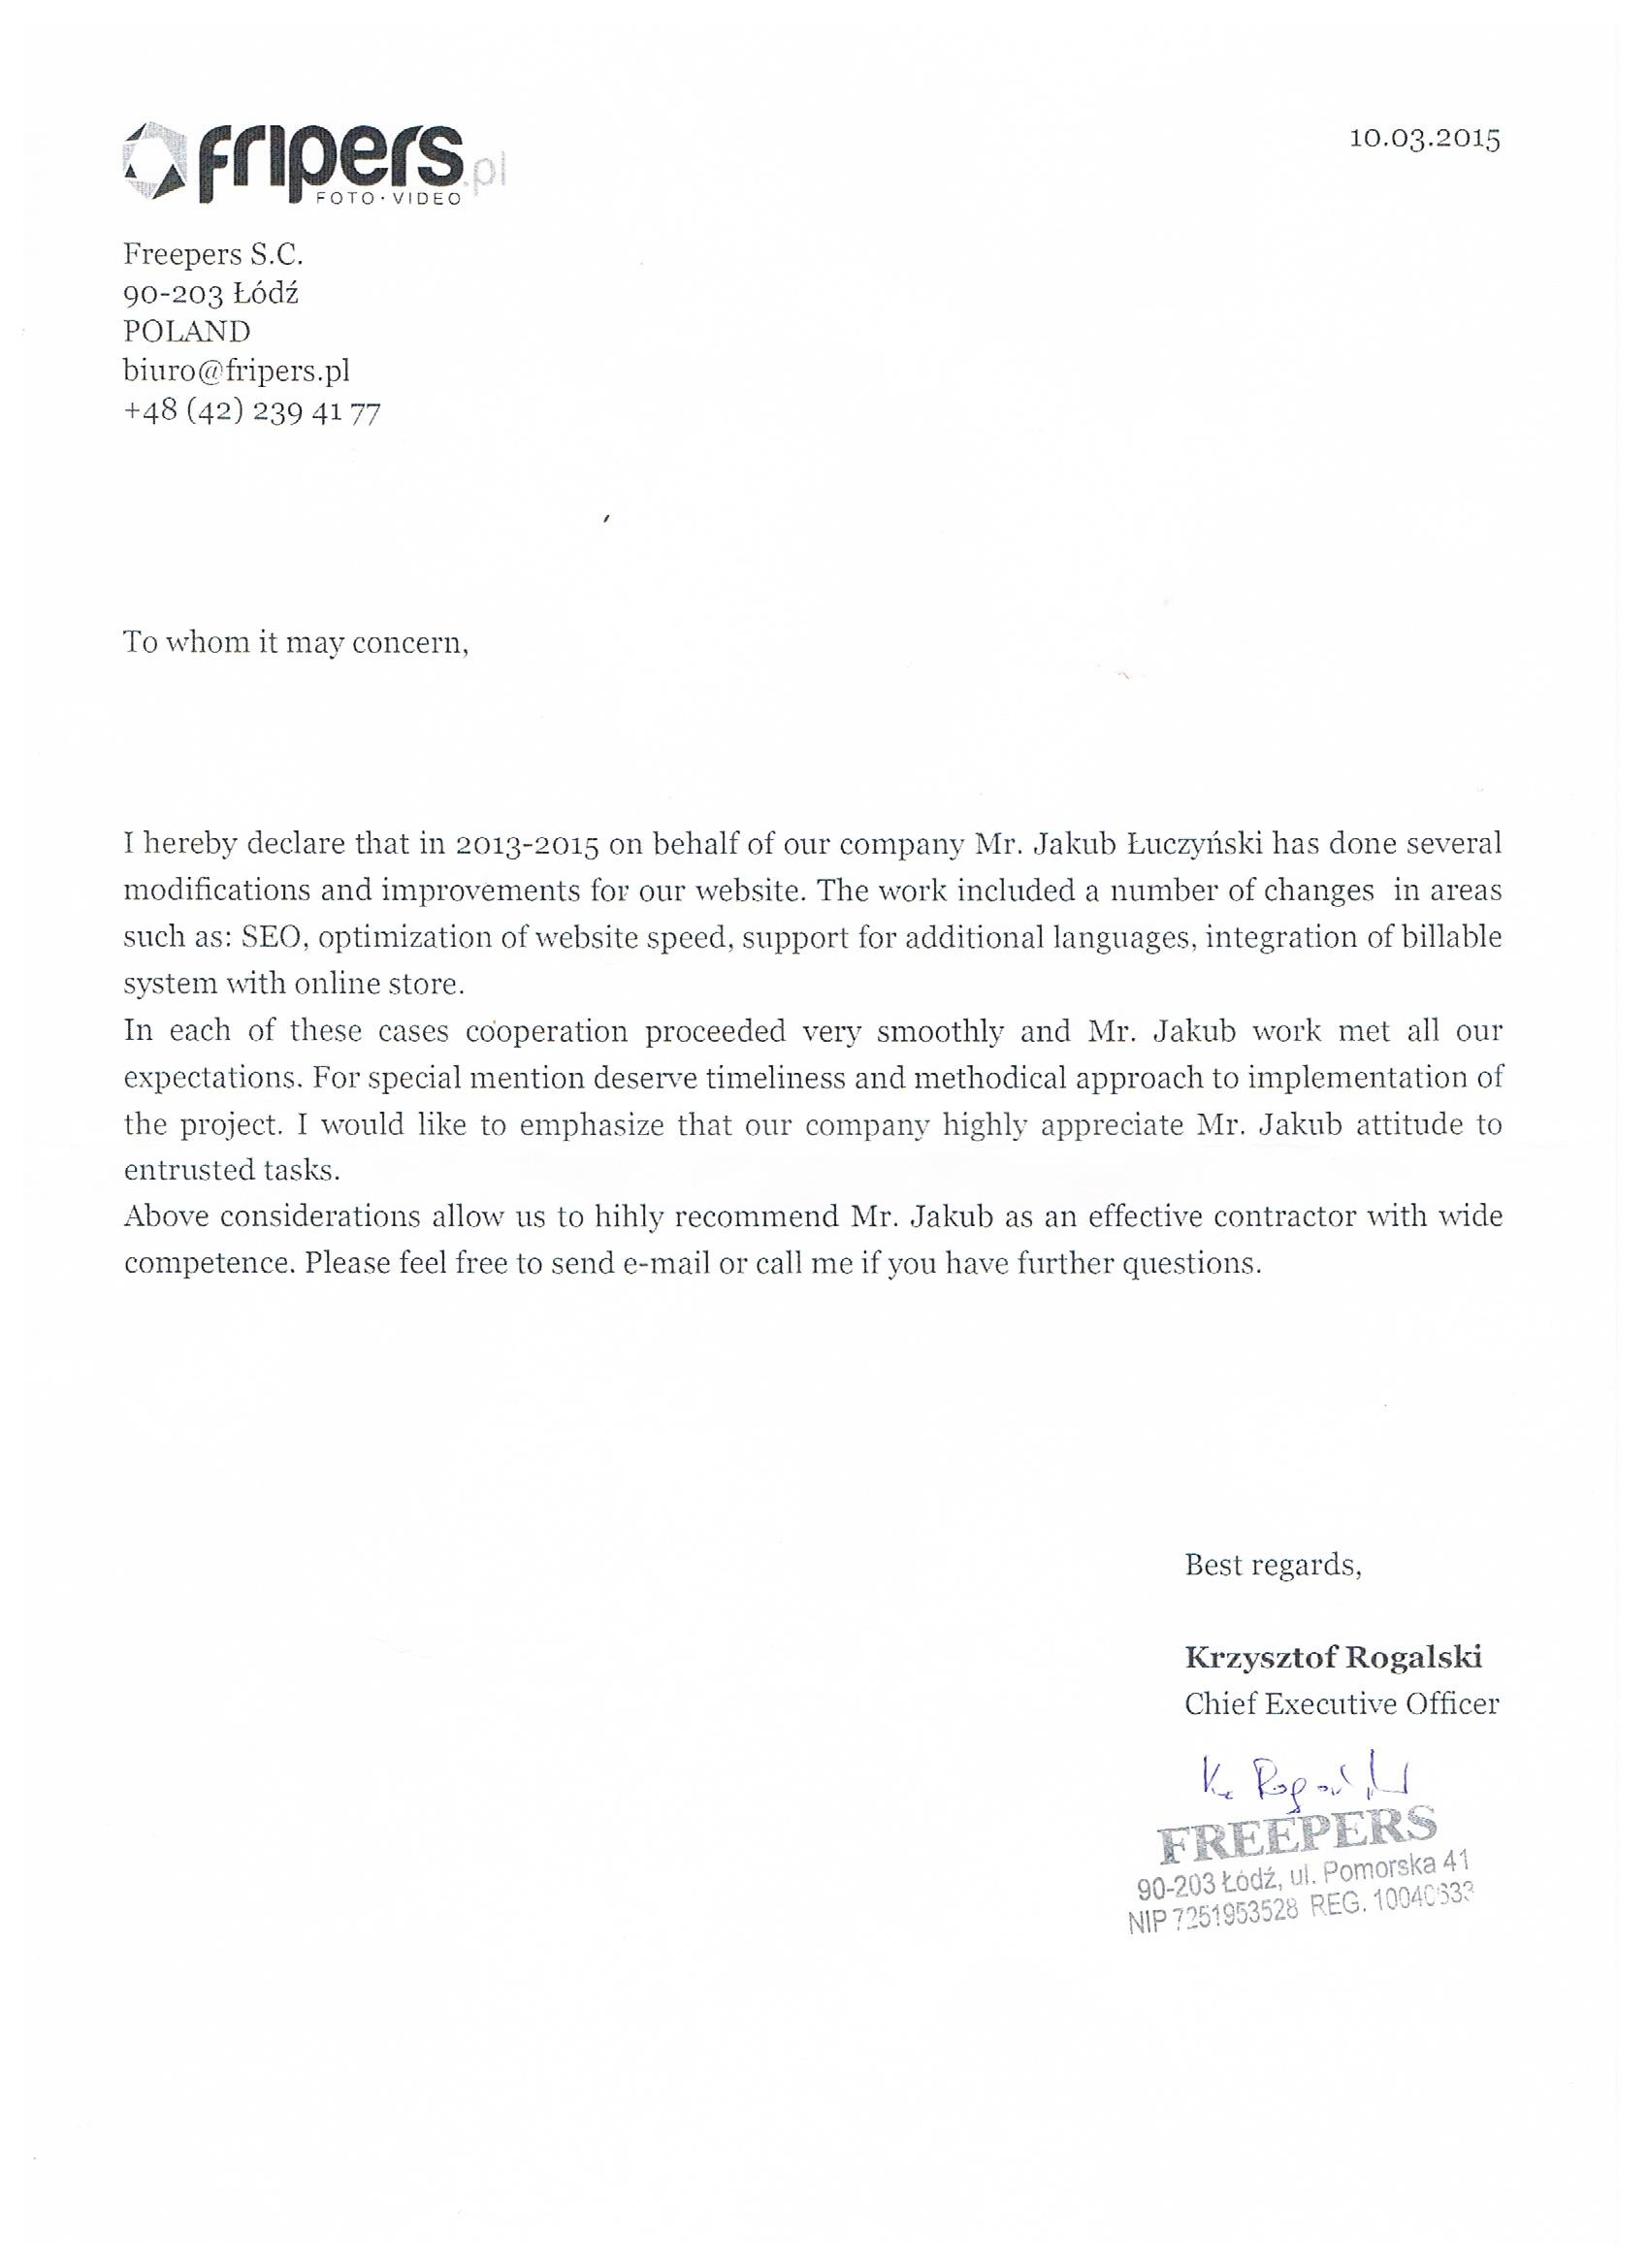 fripers.pl
FOTO · VIDEO
10.03.2015
Freepers S.C.
90-203 Łódź
POLAND
biuro@fripers.pl
+48 (42) 239 41 77
To whom it may concern,
I hereby declare that in 2013-2015 on behalf of our company Mr. Jakub Łuczyński has done several
modifications and improvements for our website. The work included a number of changes in areas
such as: SEO, optimization of website speed, support for additional languages, integration of billable
system with online store.
In each of these cases cooperation proceeded very smoothly and Mr. Jakub work met all our
expectations. For special mention deserve timeliness and methodical approach to implementation of
the project. I would like to emphasize that our company highly appreciate Mr. Jakub attitude to
entrusted tasks.
Above considerations allow us to hihly recommend Mr. Jakub as an effective contractor with wide
competence. Please feel free to send e-mail or call me if you have further questions.
Best regards,
Krzysztof Rogalski
Chief Executive Officer
FREEPERS
90-203 Łódź, ul. Pomorska 41
NIP 7251953528 REG.